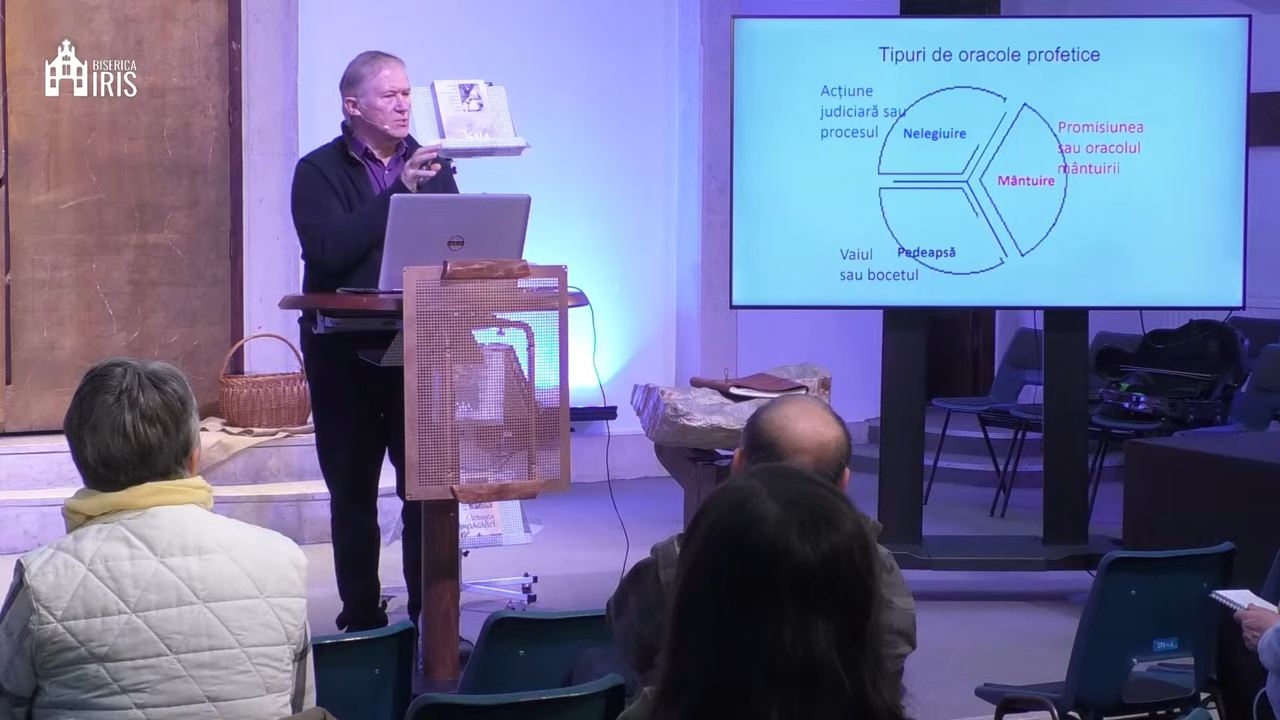 BISERICA
IRIS
Tipuri de oracole profetice
Acțiune
judiciară sau
procesul
Nelegiuire
Promisiunea
sau oracolul
mântuirii
Mântuire
Vaiul
sau bocetul
Pedeapsă
Isaia